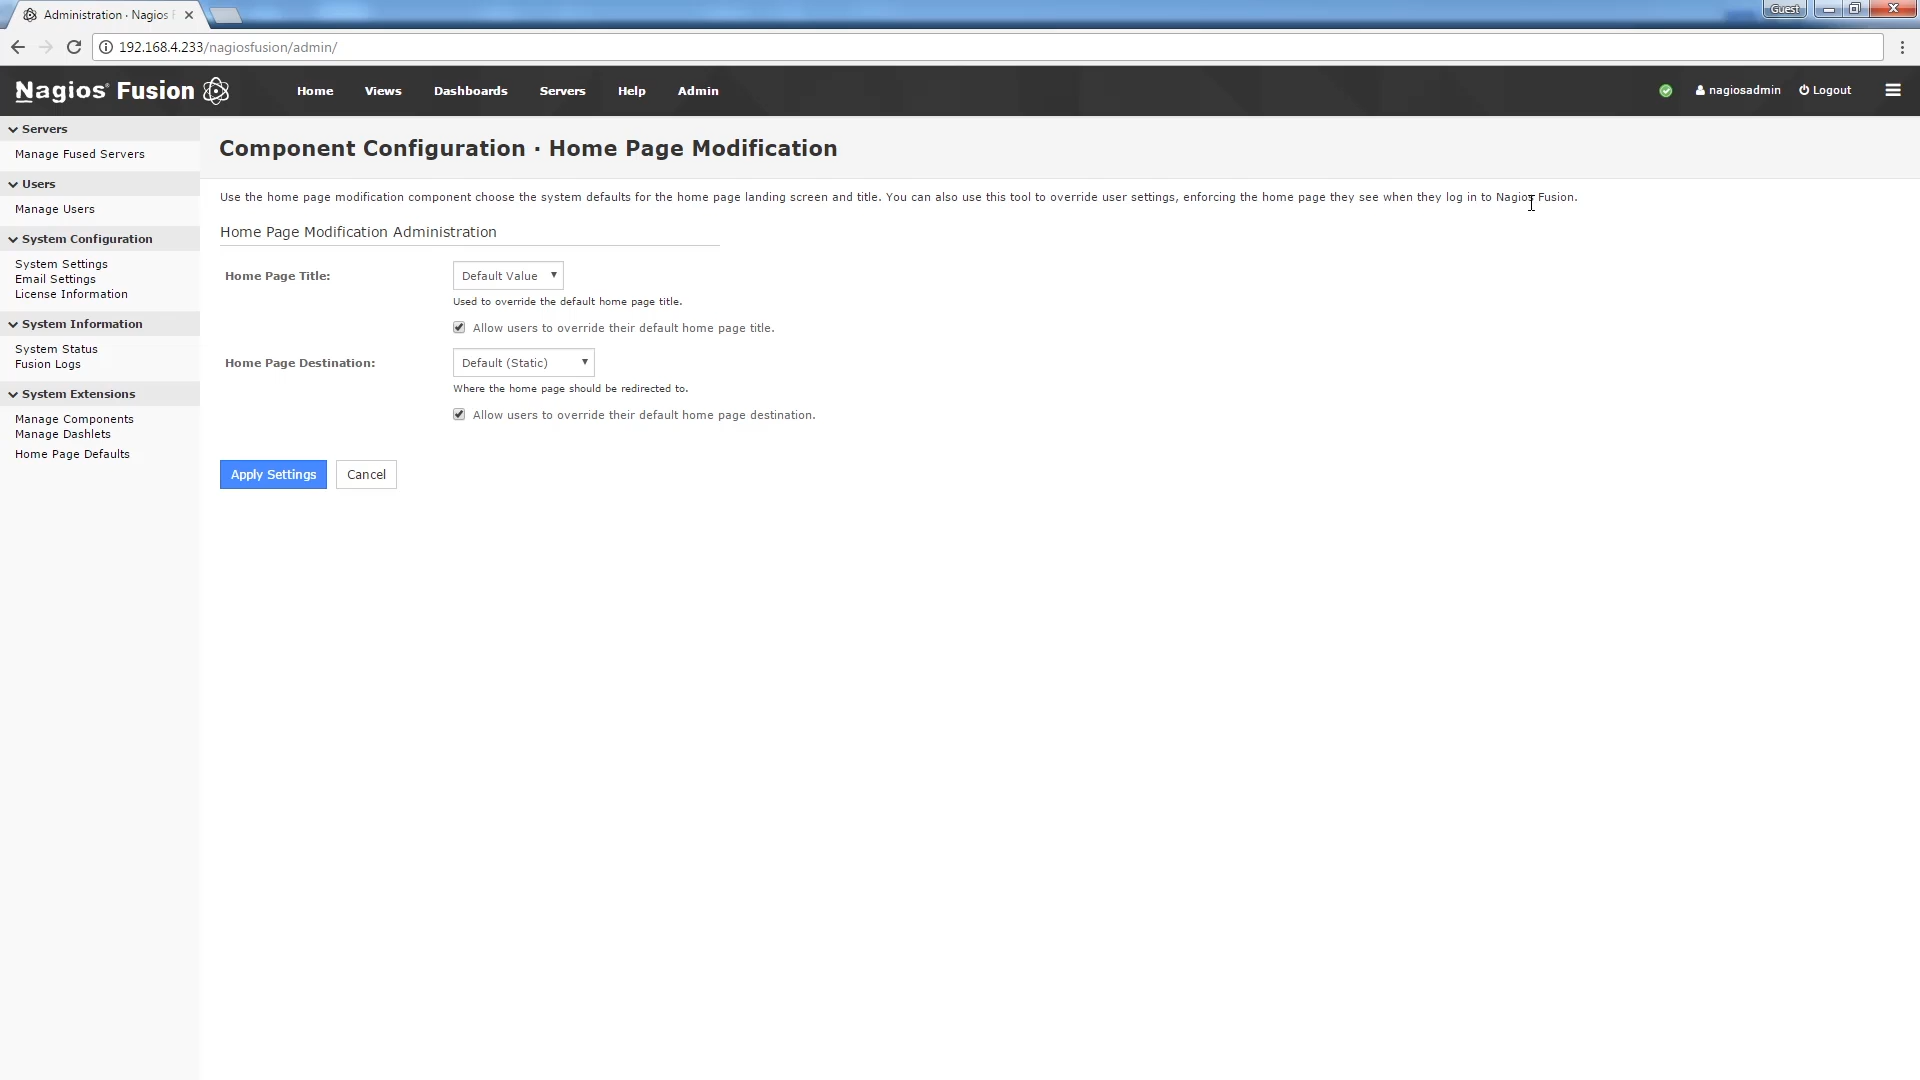 Administration · Nagios F
Guest
192.168.4.233/nagiosfusion/admin/
Nagios® Fusion
Home Views Dashboards Servers Help Admin
nagiosadmin Logout
Servers
Manage Fused Servers
Users
Manage Users
System Configuration
System Settings
Email Settings
License Information
System Information
System Status
Fusion Logs
System Extensions
Manage Components
Manage Dashlets
Home Page Defaults
Component Configuration · Home Page Modification
Use the home page modification component choose the system defaults for the home page landing screen and title. You can also use this tool to override user settings, enforcing the home page they see when they log in to Nagios Fusion.
Home Page Modification Administration
Home Page Title: Default Value
Used to override the default home page title.
Allow users to override their default home page title.
Home Page Destination: Default (Static)
Where the home page should be redirected to.
Allow users to override their default home page destination.
Apply Settings Cancel